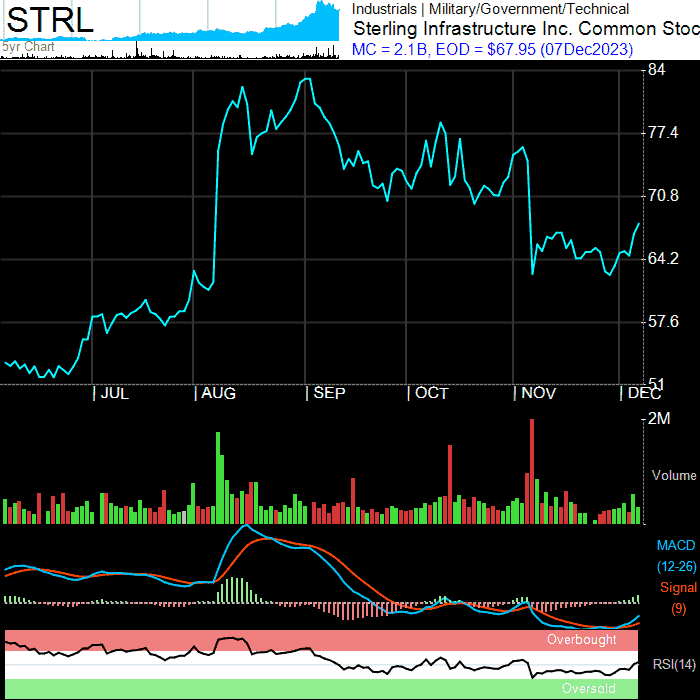 STRL
5yr Chart
Industrials | Military/Government/Technical
Sterling Infrastructure Inc. Common Stoc
MC = 2.1B, EOD = $67.95 (07Dec2023)
84
77.4
70.8
64.2
57.6
51
JUL AUG SEP OCT NOV DEC
2M
Volume
MACD
(12-26)
Signal
(9)
Overbought
RSI(14)
Oversold